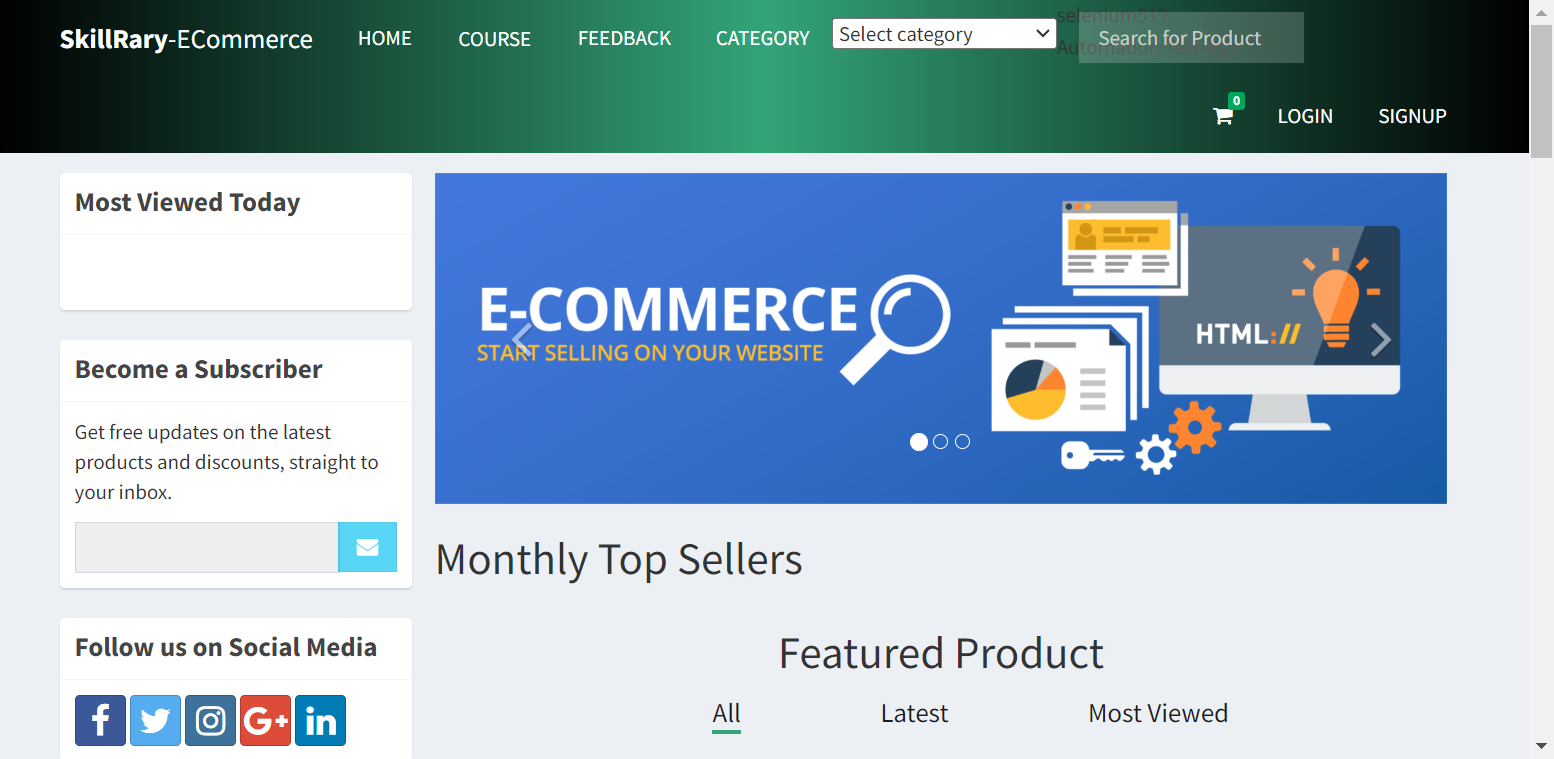 SkillRary-ECommerce
HOME
COURSE
FEEDBACK
CATEGORY
Select category
selenium519
Search for Product
0
LOGIN
SIGNUP
Most Viewed Today
Become a Subscriber
Get free updates on the latest
products and discounts, straight to
your inbox.
Follow us on Social Media
E-COMMERCE
START SELLING ON YOUR WEBSITE
HTML://
Monthly Top Sellers
Featured Product
All
Latest
Most Viewed